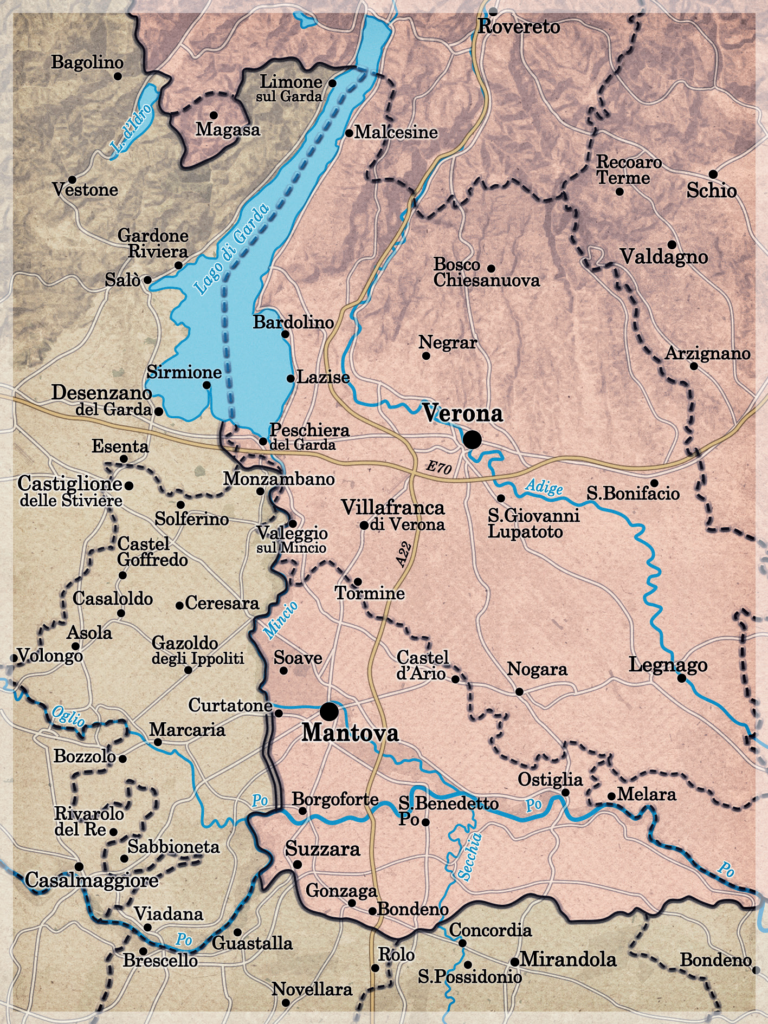 Rovereto
Bagolino
Limone
sul Garda
L. d'Idro
Magasa
Malcesine
Vestone
Recoaro
Terme
Schio
Lago di Garda
Gardone
Riviera
Salò
Valdagno
Bosco
Chiesanuova
Bardolino
Negrar
Arzignano
Sirmione
Lazise
Desenzano
del Garda
Verona
Peschiera
del Garda
Esenta
E70
Castiglione
delle Stiviere
Monzambano
Adige
S.Bonifacio
Solferino
Villafranca
di Verona
S.Giovanni
Lupatoto
Valeggio
sul Mincio
Castel
Goffredo
A22
Tormine
Casaloldo
Ceresara
Mincio
Asola
Volongo
Gazoldo
degli Ippoliti
Soave
Castel
d'Ario
Nogara
Legnago
Curtatone
Oglio
Mantova
Marcaria
Bozzolo
Ostiglia
Melara
Po
Borgoforte
S.Benedetto
Po
Po
Rivarolo
del Re
Sabbioneta
Suzzara
Secchia
Po
Casalmaggiore
Gonzaga
Bondeno
Viadana
Po
Guastalla
Concordia
Brescello
Rolo
Mirandola
Bondeno
S.Possidonio
Novellara